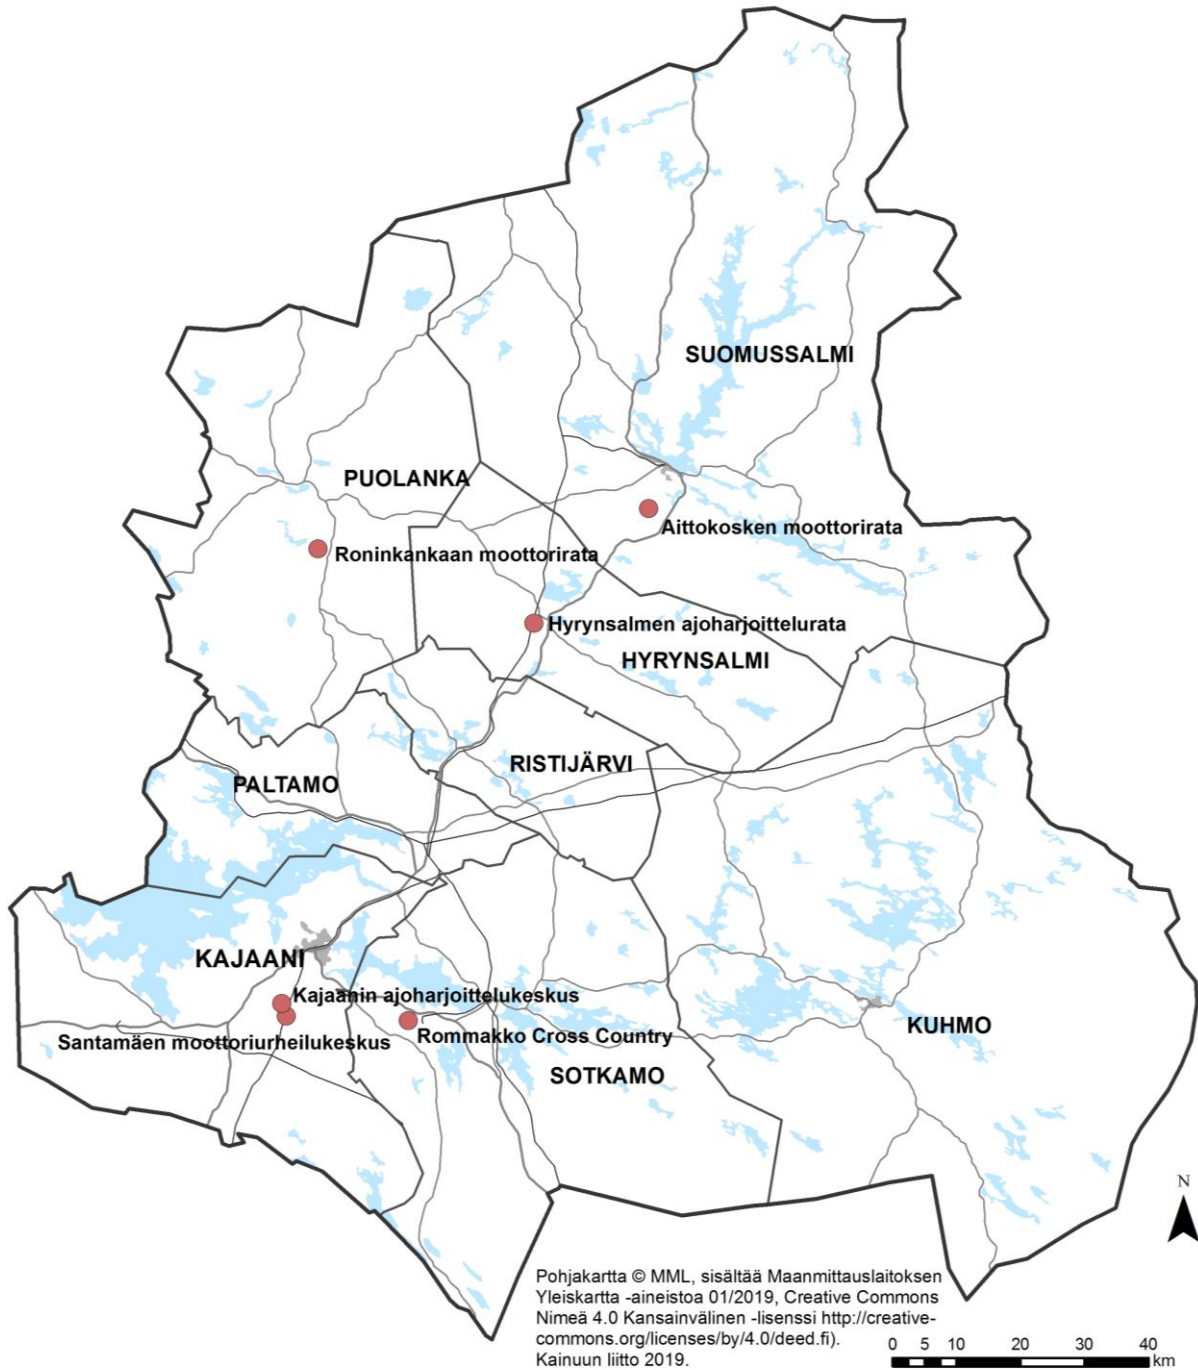 SUOMUSSALMI
PUOLANKA
Aittokosken moottorirata
Roninkankaan moottorirata
Hyrynsalmen ajoharjoittelurata
HYRYNSALMI
RISTIJÄRVI
PALTAMO
KAJAANI
Kajaanin ajoharjoittelukeskus
KUHMO
Rommakko Cross Country
Santamäen moottoriurheilukeskus
SOTKAMO
N
Pohjakartta © MML, sisältää Maanmittauslaitoksen
Yleiskartta -aineistoa 01/2019, Creative Commons
Nimeä 4.0 Kansainvälinen -lisenssi http://creative-
commons.org/licenses/by/4.0/deed.fi).
Kainuun liitto 2019.
0 5 10 20 30 40
km